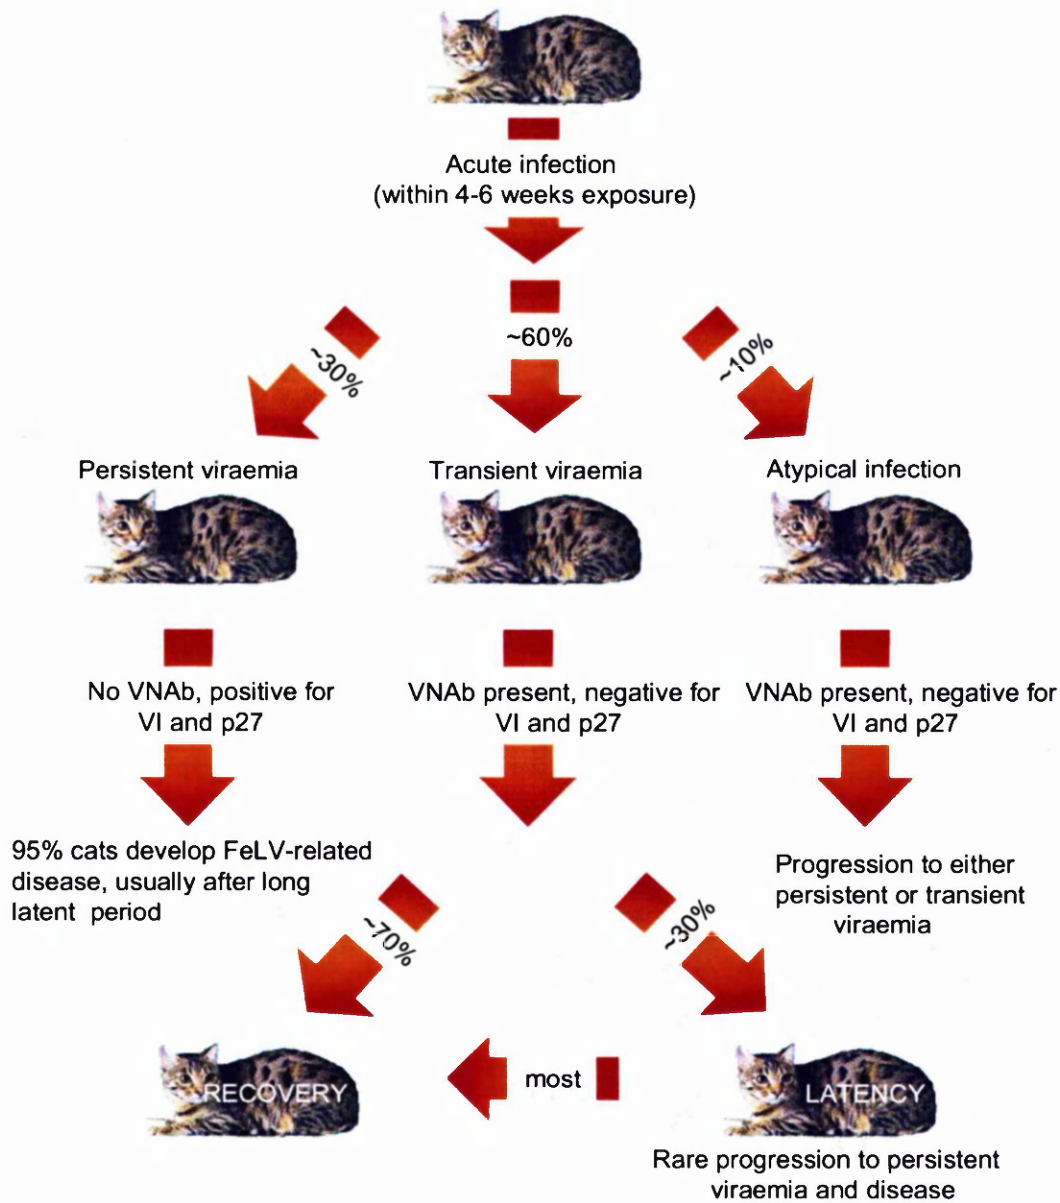 Acute infection
(within 4-6 weeks exposure)
~30%
~60%
~10%
Persistent viraemia
Transient viraemia
Atypical infection
No VNAb, positive for
VI and p27
VNAb present, negative for
VI and p27
VNAb present, negative for
VI and p27
95% cats develop FeLV-related
disease, usually after long
latent period
~70%
~30%
Progression to either
persistent or transient
viraemia
RECOVERY
most
LATENCY
Rare progression to persistent
viraemia and disease